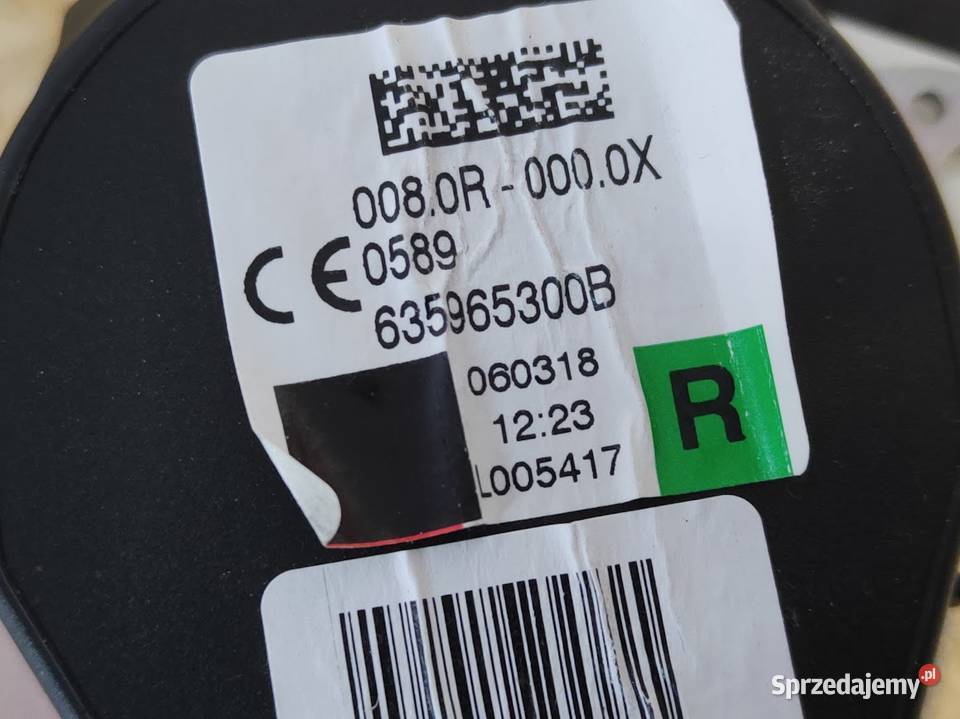 008.0R - 000.0X
CE 0589
635965300B
060318
12:23
L005417
R
Sprzedajemy.pl